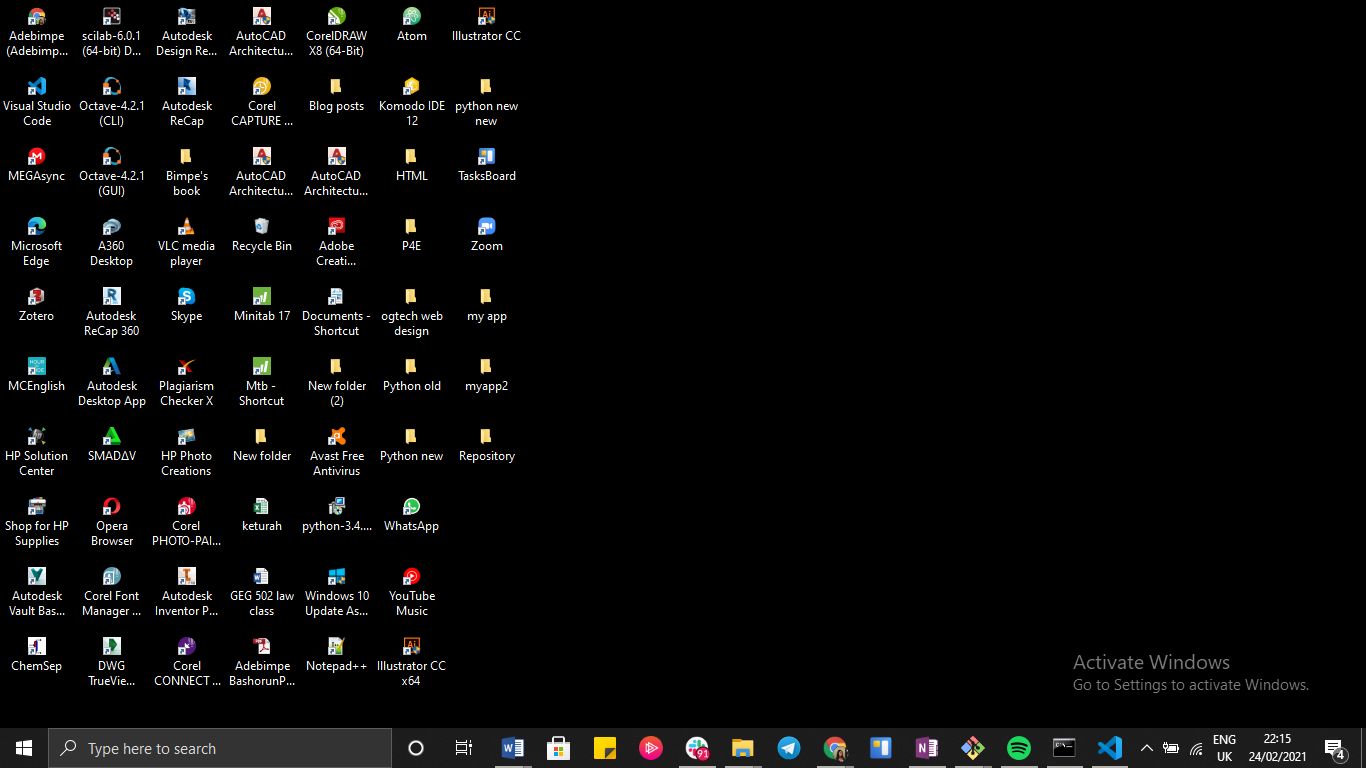 Adebimpe
(Adebimp...
scilab-6.0.1
(64-bit) D...
Autodesk
Design Re...
AutoCAD
Architectu...
CorelDRAW
X8 (64-Bit)
Atom
Illustrator CC
Visual Studio
Code
Octave-4.2.1
(CLI)
Autodesk
ReCap
Corel
CAPTURE ...
Blog posts
Komodo IDE
12
python new
new
MEGAsync
Octave-4.2.1
(GUI)
Bimpe's
book
AutoCAD
Architectu...
AutoCAD
Architectu...
HTML
TasksBoard
Microsoft
Edge
A360
Desktop
VLC media
player
Recycle Bin
Adobe
Creati...
P4E
Zoom
Zotero
Autodesk
ReCap 360
Skype
Minitab 17
Documents -
Shortcut
ogtech web
design
my app
MCEnglish
Autodesk
Desktop App
Plagiarism
Checker X
Mtb -
Shortcut
New folder
(2)
Python old
myapp2
HP Solution
Center
SMADΔV
HP Photo
Creations
New folder
Avast Free
Antivirus
Python new
Repository
Shop for HP
Supplies
Opera
Browser
Corel
PHOTO-PAI...
keturah
python-3.4....
WhatsApp
Autodesk
Vault Bas...
Corel Font
Manager ...
Autodesk
Inventor P...
GEG 502 law
class
Windows 10
Update As...
YouTube
Music
ChemSep
DWG
TrueVie...
Corel
CONNECT ...
Adebimpe
BashorunP...
Notepad++
Illustrator CC
x64
Activate Windows
Go to Settings to activate Windows.
Type here to search
91
ENG
UK
22:15
24/02/2021
4